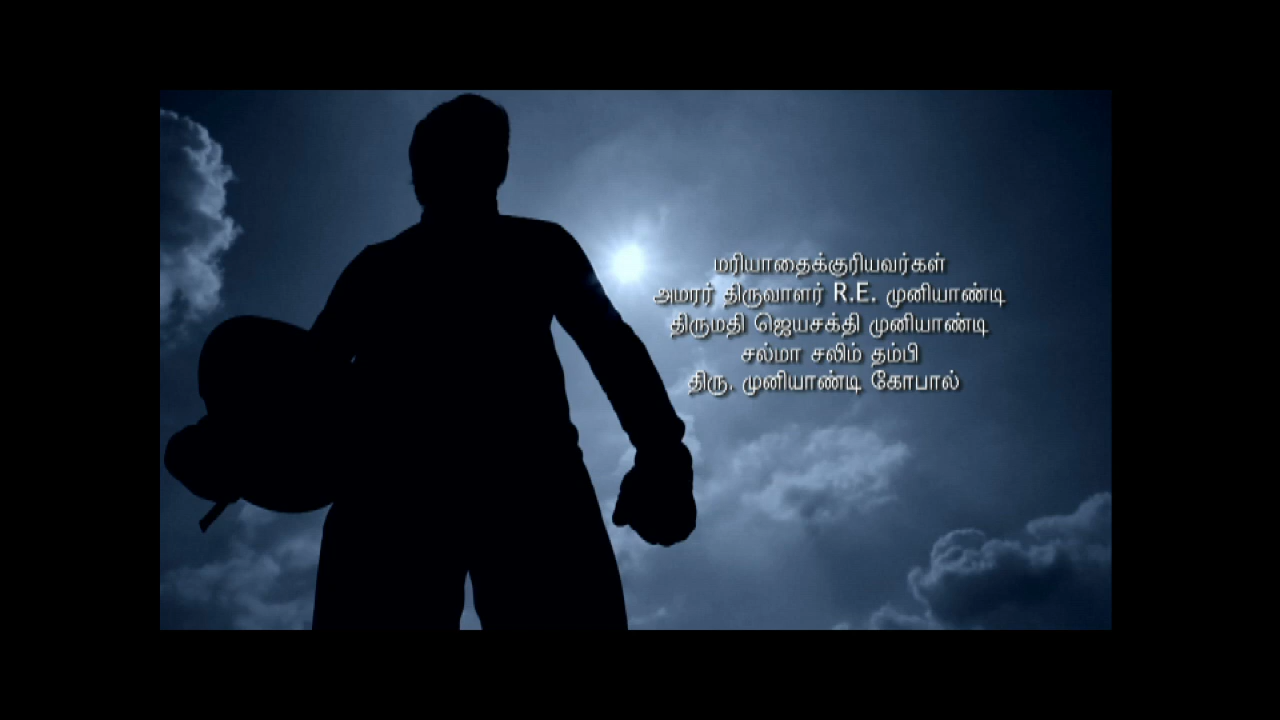 மரியாதைக்குரியவர்கள்
அமரர் திருவாளர் R.E. முனியாண்டி
திருமதி ஜெயசக்தி முனியாண்டி
சல்மா சலிம் தம்பி
திரு. முனியாண்டி கோபால்